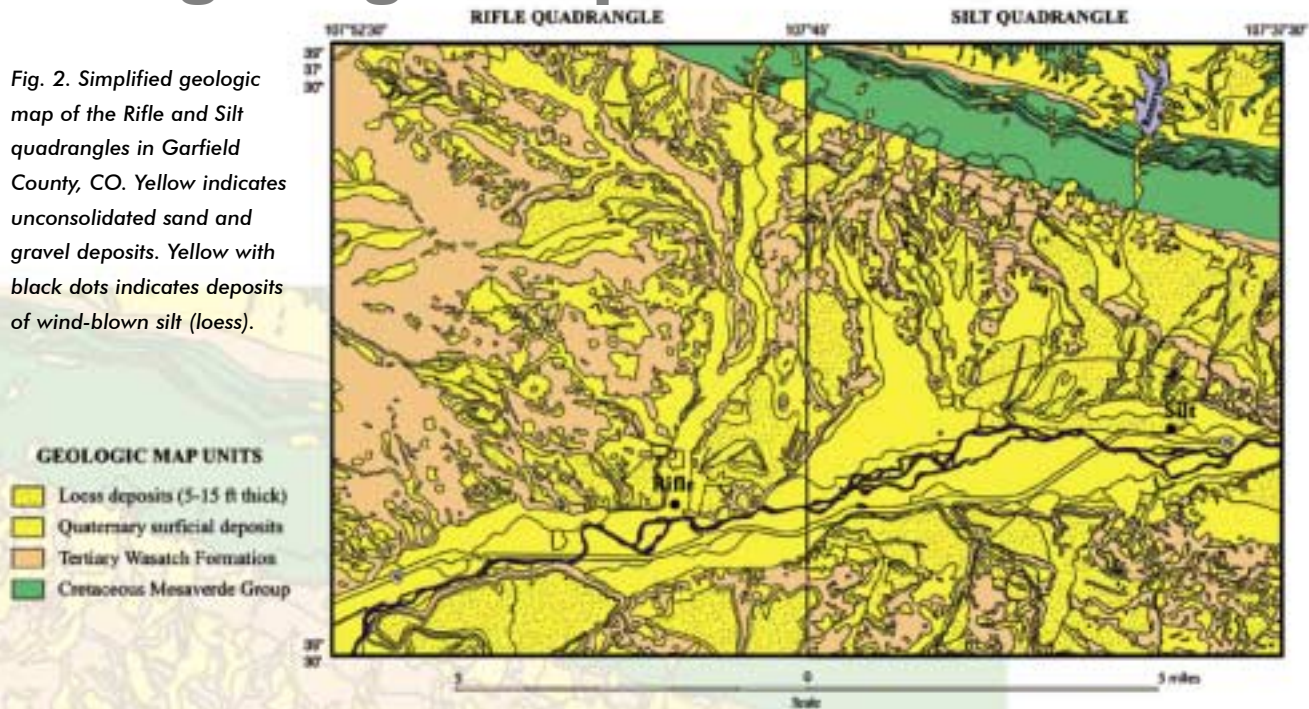 RIFLE QUADRANGLE
SILT QUADRANGLE
107°52'30"
107°45'
107°37'30"
39°
37'
30"
Fig. 2. Simplified geologic
map of the Rifle and Silt
quadrangles in Garfield
County, CO. Yellow indicates
unconsolidated sand and
gravel deposits. Yellow with
black dots indicates deposits
of wind-blown silt (loess).
GEOLOGIC MAP UNITS
Loess deposits (5-15 ft thick)
Quaternary surficial deposits
Tertiary Wasatch Formation
Cretaceous Mesaverde Group
Silt
Rifle
39°
30'
5
0
5 miles
Scale